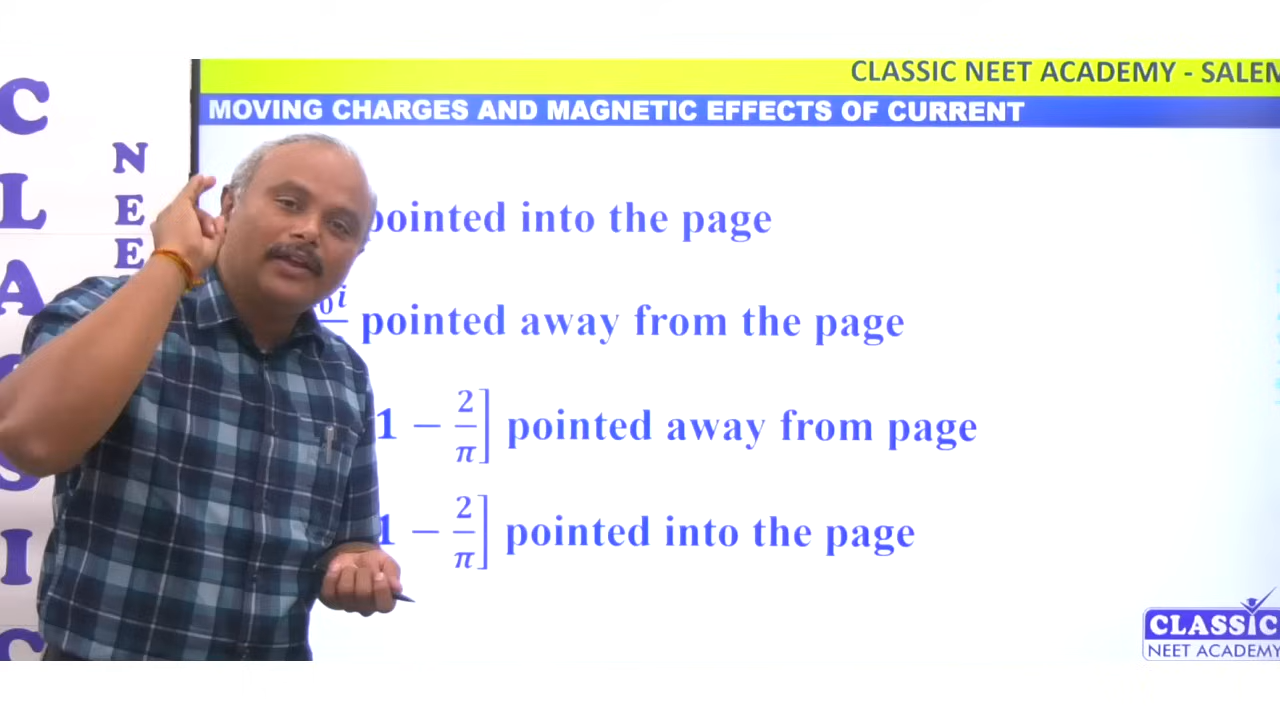 CLASSIC NEET ACADEMY - SALEM
MOVING CHARGES AND MAGNETIC EFFECTS OF CURRENT
C
L
A
S
I
C
N
E
E
pointed into the page
₀i pointed away from the page
1 − 2/π] pointed away from page
1 − 2/π] pointed into the page
CLASSIC
NEET ACADEMY